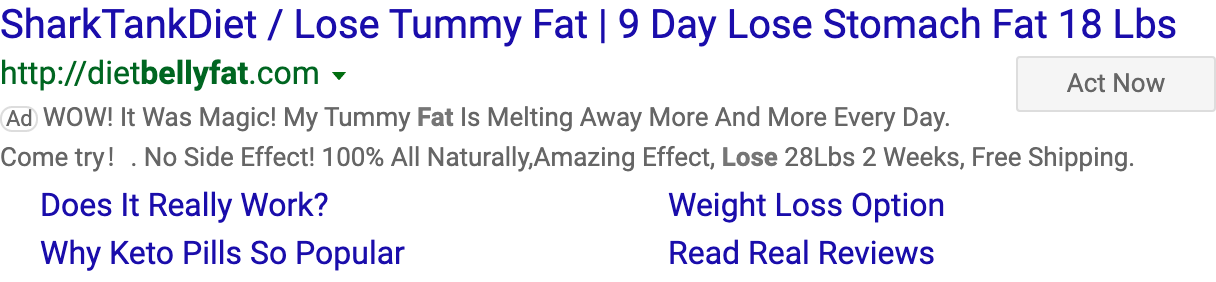 SharkTankDiet / Lose Tummy Fat | 9 Day Lose Stomach Fat 18 Lbs
http://dietbellyfat.com
Act Now
Ad WOW! It Was Magic! My Tummy Fat Is Melting Away More And More Every Day.
Come try！. No Side Effect! 100% All Naturally,Amazing Effect, Lose 28Lbs 2 Weeks, Free Shipping.
Does It Really Work?
Weight Loss Option
Why Keto Pills So Popular
Read Real Reviews